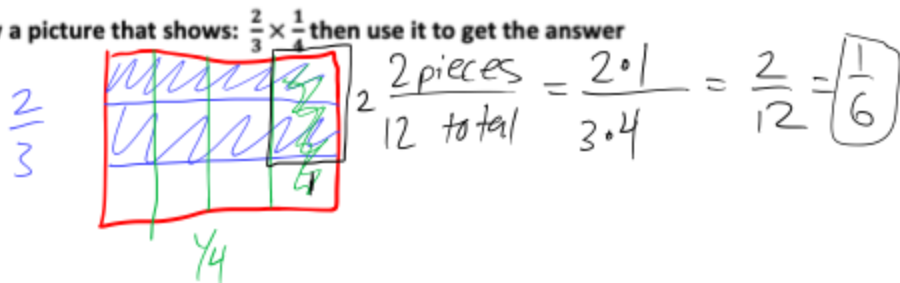 a picture that shows: 2/3 × 1/4 then use it to get the answer
2/3
2
2 pieces / 12 total = 2·1 / 3·4 = 2/12 = 1/6
1/4